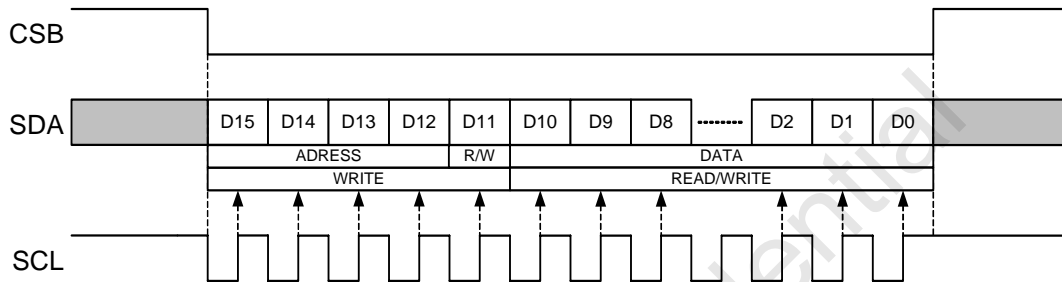 CSB
SDA D15 D14 D13 D12 D11 D10 D9 D8 D2 D1 D0
ADRESS R/W DATA
WRITE READ/WRITE
SCL